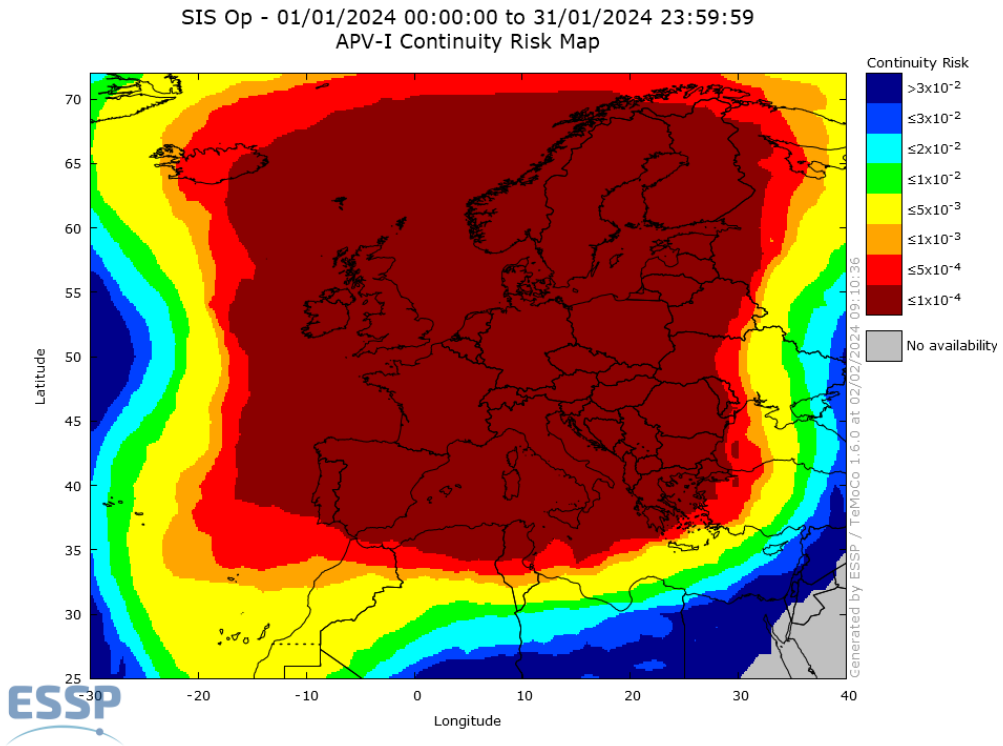 SIS Op - 01/01/2024 00:00:00 to 31/01/2024 23:59:59
APV-I Continuity Risk Map
Continuity Risk
>3x10⁻²
≤3x10⁻²
≤2x10⁻²
≤1x10⁻²
≤5x10⁻³
≤1x10⁻³
≤5x10⁻⁴
≤1x10⁻⁴
No availability
Generated by ESSP / TeMoCo 1.6.0 at 02/02/2024 09:10:36
Latitude
70
65
60
55
50
45
40
35
30
25
-30 -20 -10 0 10 20 30 40
Longitude
ESSP